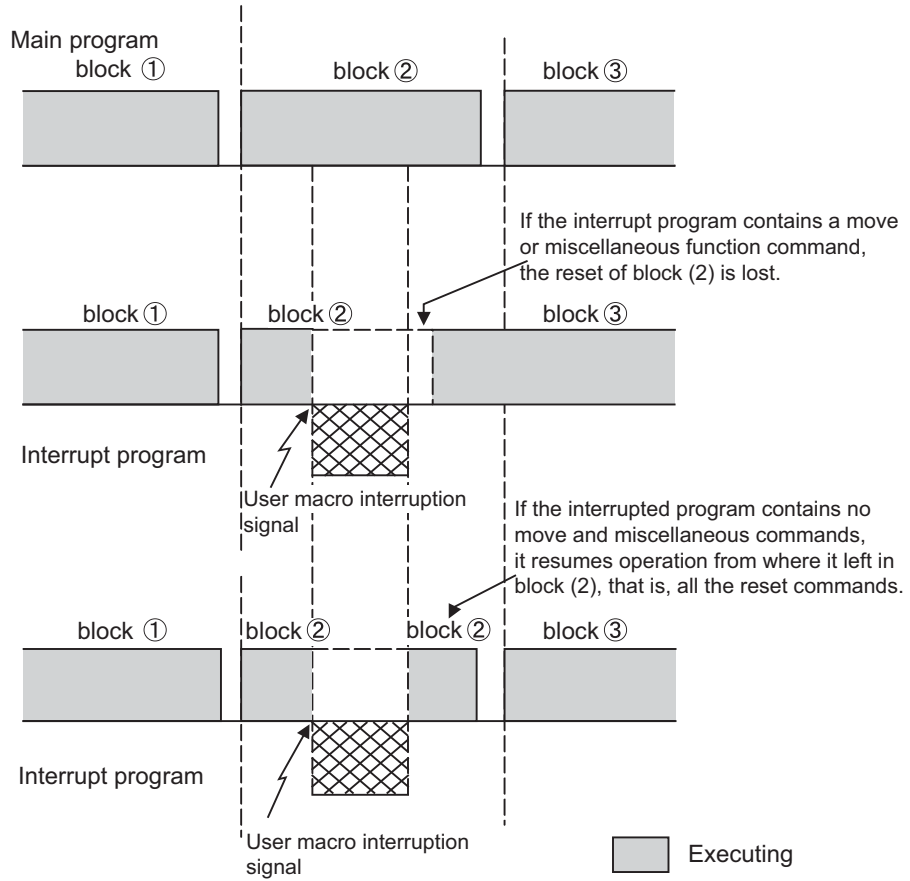 Main program
block ①
block ②
block ③
If the interrupt program contains a move
or miscellaneous function command,
the reset of block (2) is lost.
block ①
block ②
block ③
Interrupt program
User macro interruption
signal
If the interrupted program contains no
move and miscellaneous commands,
it resumes operation from where it left in
block (2), that is, all the reset commands.
block ①
block ②
block ②
block ③
Interrupt program
User macro interruption
signal
Executing